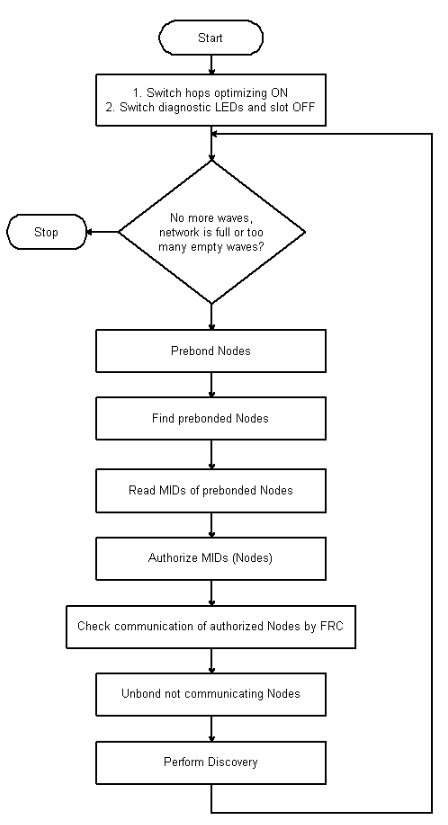 Start
1. Switch hops optimizing ON
2. Switch diagnostic LEDs and slot OFF
No more waves,
network is full or too
many empty waves?
Stop
Prebond Nodes
Find prebonded Nodes
Read MIDs of prebonded Nodes
Authorize MIDs (Nodes)
Check communication of authorized Nodes by FRC
Unbond not communicating Nodes
Perform Discovery